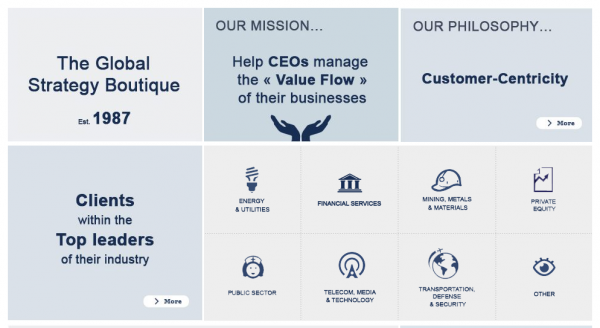 The Global
Strategy Boutique
Est. 1987
OUR MISSION...
Help CEOs manage
the « Value Flow »
of their businesses
OUR PHILOSOPHY...
Customer-Centricity
> More
Clients
within the
Top leaders
of their industry
> More
ENERGY
& UTILITIES
FINANCIAL SERVICES
MINING, METALS
& MATERIALS
PRIVATE
EQUITY
PUBLIC SECTOR
TELECOM, MEDIA
& TECHNOLOGY
TRANSPORTATION,
DEFENSE
& SECURITY
OTHER